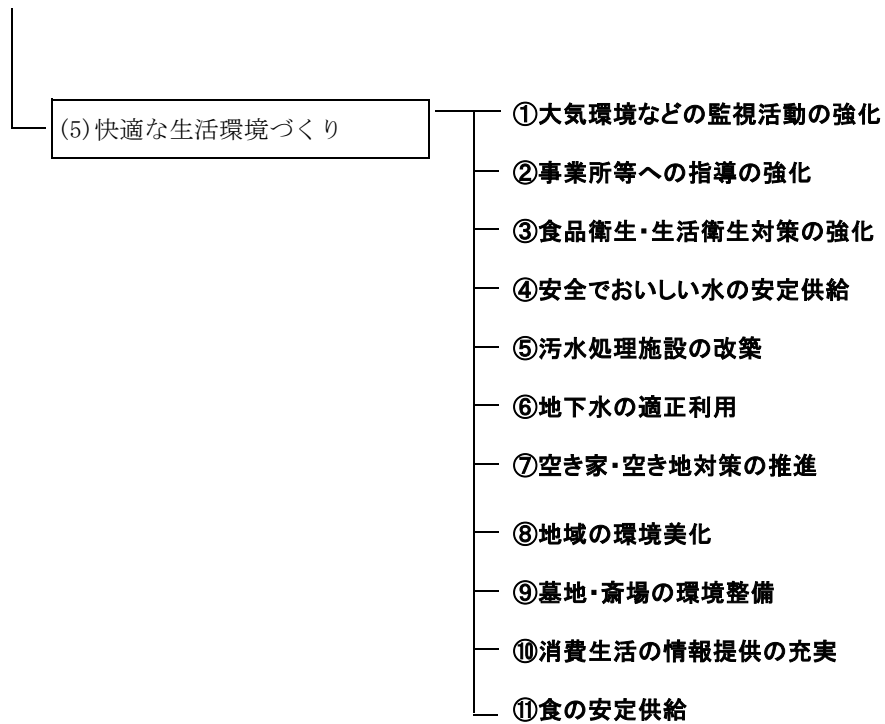 (5)快適な生活環境づくり
①大気環境などの監視活動の強化
②事業所等への指導の強化
③食品衛生・生活衛生対策の強化
④安全でおいしい水の安定供給
⑤汚水処理施設の改築
⑥地下水の適正利用
⑦空き家・空き地対策の推進
⑧地域の環境美化
⑨墓地・斎場の環境整備
⑩消費生活の情報提供の充実
⑪食の安定供給